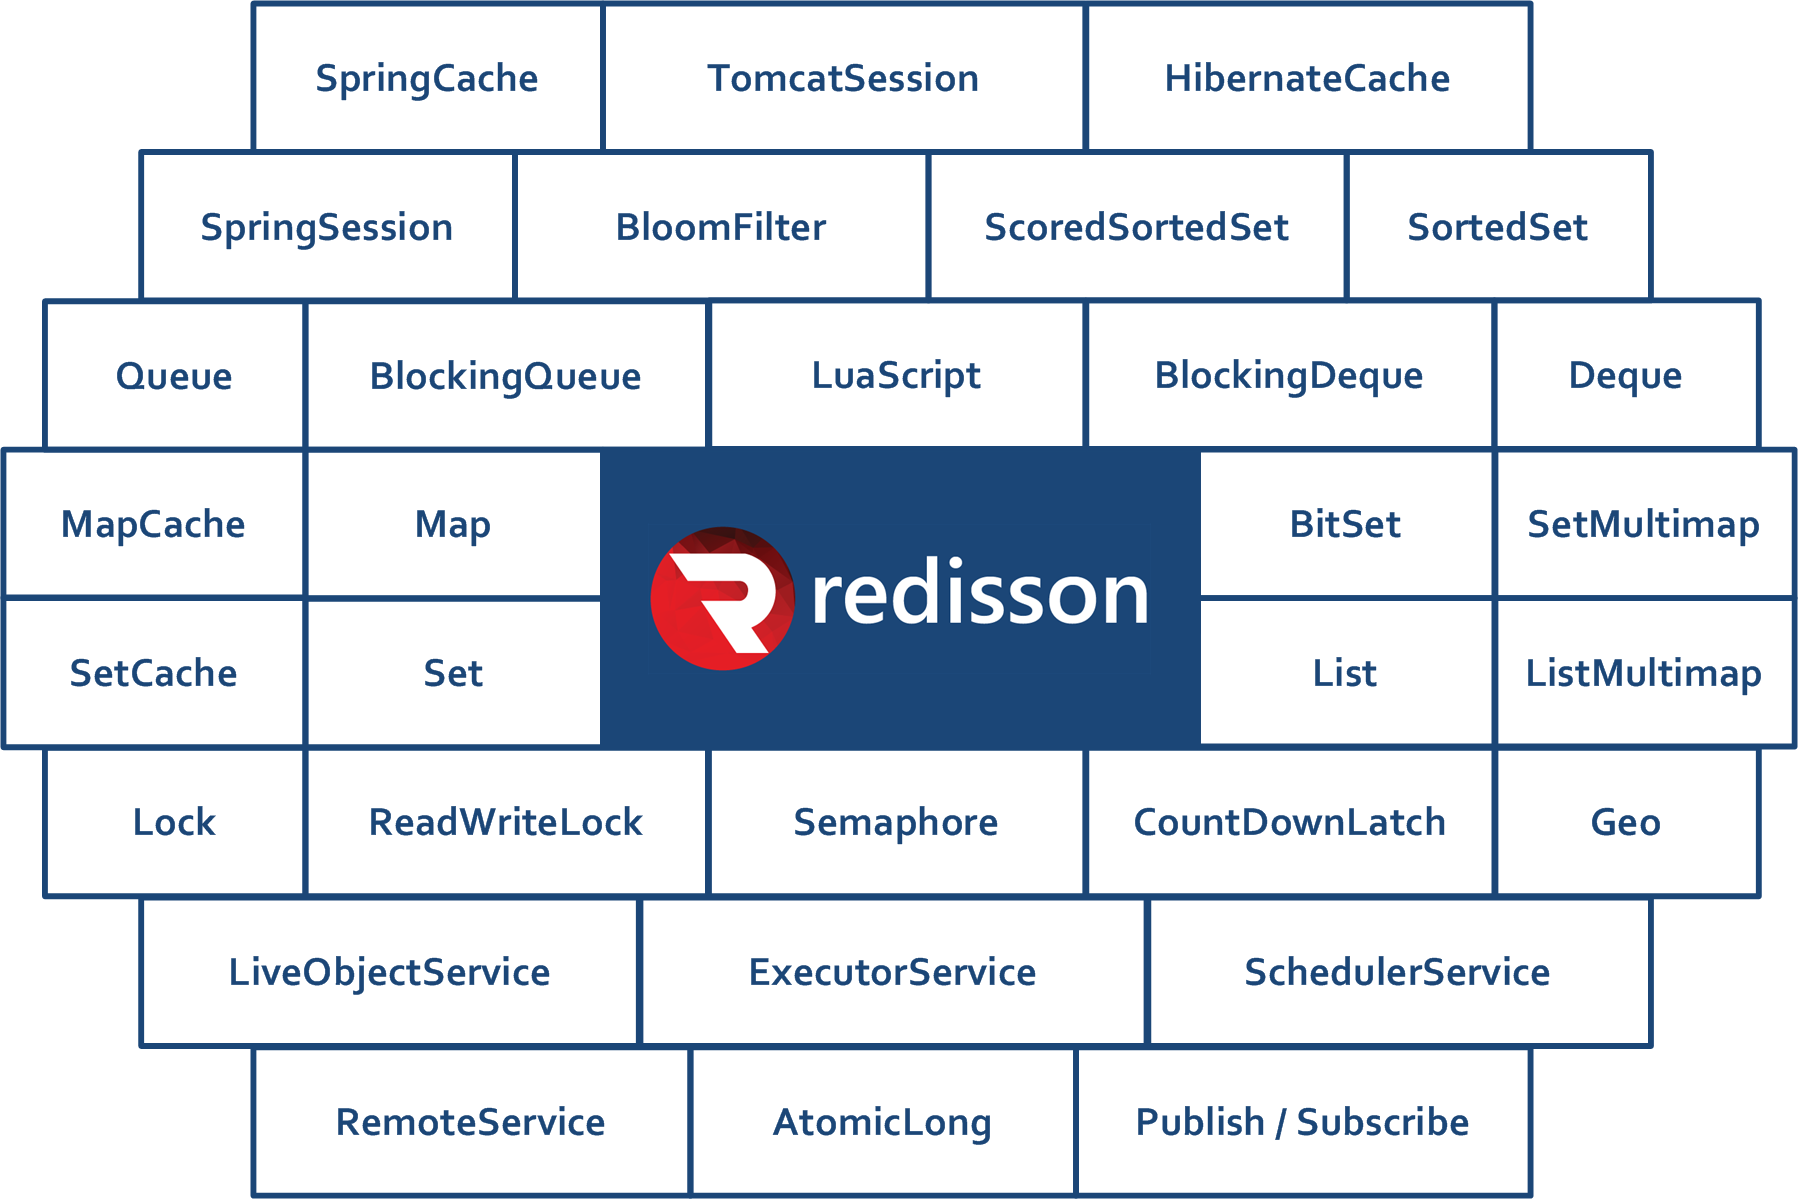 SpringCache TomcatSession HibernateCache
SpringSession BloomFilter ScoredSortedSet SortedSet
Queue BlockingQueue LuaScript BlockingDeque Deque
MapCache Map BitSet SetMultimap
redisson
SetCache Set List ListMultimap
Lock ReadWriteLock Semaphore CountDownLatch Geo
LiveObjectService ExecutorService SchedulerService
RemoteService AtomicLong Publish / Subscribe